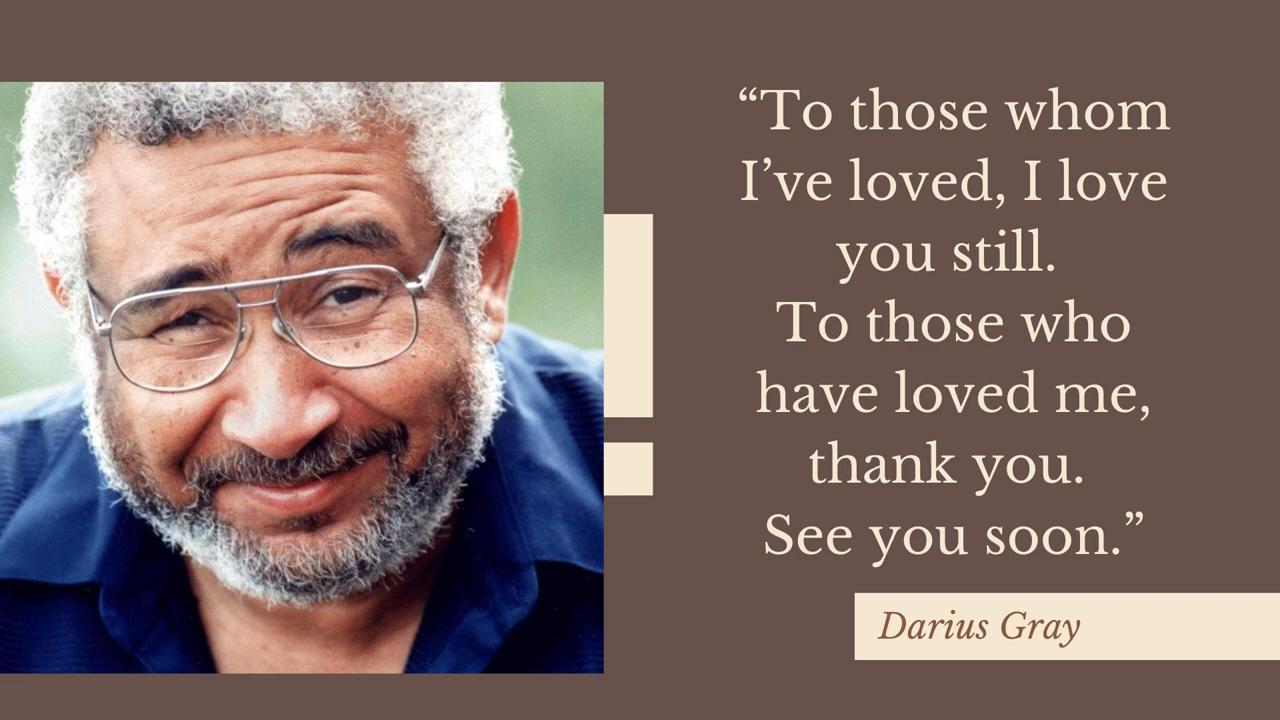 “To those whom
I’ve loved, I love
you still.
To those who
have loved me,
thank you.
See you soon.”
Darius Gray